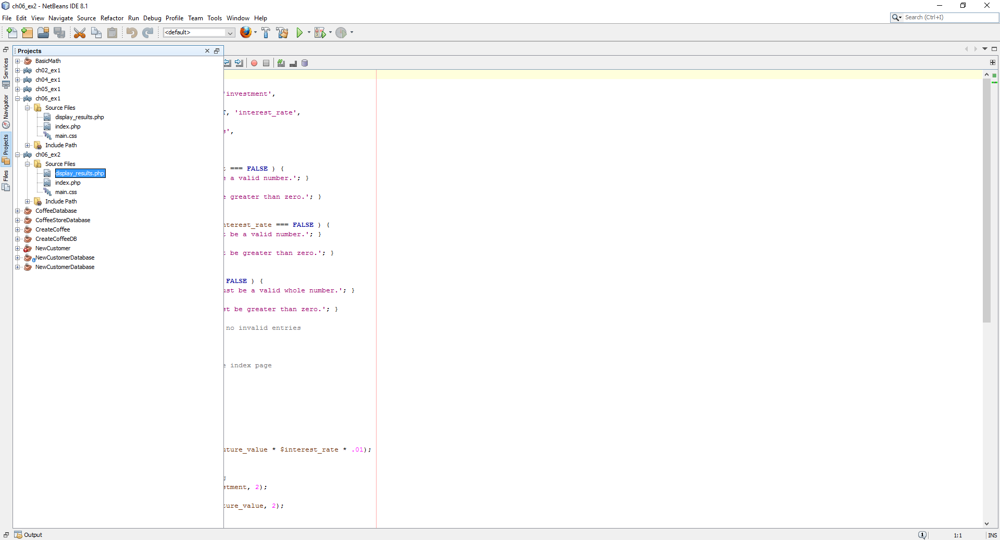 ch06_ex2 - NetBeans IDE 8.1
File Edit View Navigate Source Refactor Run Debug Profile Team Tools Window Help
Search (Ctrl+I)
<default>
Projects
Services
Navigator
Projects
Files
BasicMath
ch02_ex1
ch04_ex1
ch05_ex1
ch06_ex1
Source Files
display_results.php
index.php
main.css
Include Path
ch06_ex2
Source Files
display_results.php
index.php
main.css
Include Path
CoffeeDatabase
CoffeeStoreDatabase
CreateCoffee
CreateCoffeeDB
NewCustomer
NewCustomerDatabase
NewCustomerDatabase
'investment',
, 'interest_rate',
',
=== FALSE ) {
a valid number.'; }
greater than zero.'; }
nterest_rate === FALSE ) {
be a valid number.'; }
be greater than zero.'; }
FALSE ) {
ust be a valid whole number.'; }
st be greater than zero.'; }
no invalid entries
index page
uture_value * $interest_rate * .01);
stment, 2);
ture_value, 2);
Output
1
1:1
INS